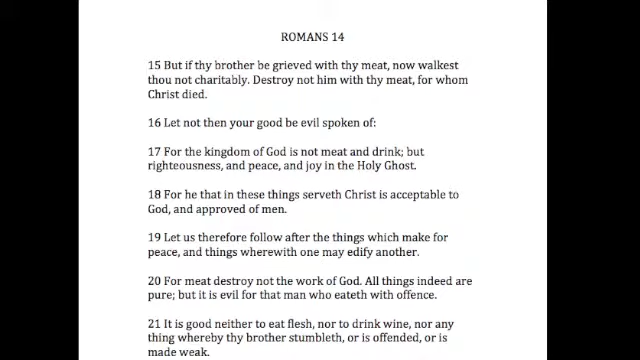 ROMANS 14
15 But if thy brother be grieved with thy meat, now walkest
thou not charitably. Destroy not him with thy meat, for whom
Christ died.
16 Let not then your good be evil spoken of:
17 For the kingdom of God is not meat and drink; but
righteousness, and peace, and joy in the Holy Ghost.
18 For he that in these things serveth Christ is acceptable to
God, and approved of men.
19 Let us therefore follow after the things which make for
peace, and things wherewith one may edify another.
20 For meat destroy not the work of God. All things indeed are
pure; but it is evil for that man who eateth with offence.
21 It is good neither to eat flesh, nor to drink wine, nor any
thing whereby thy brother stumbleth, or is offended, or is
made weak.